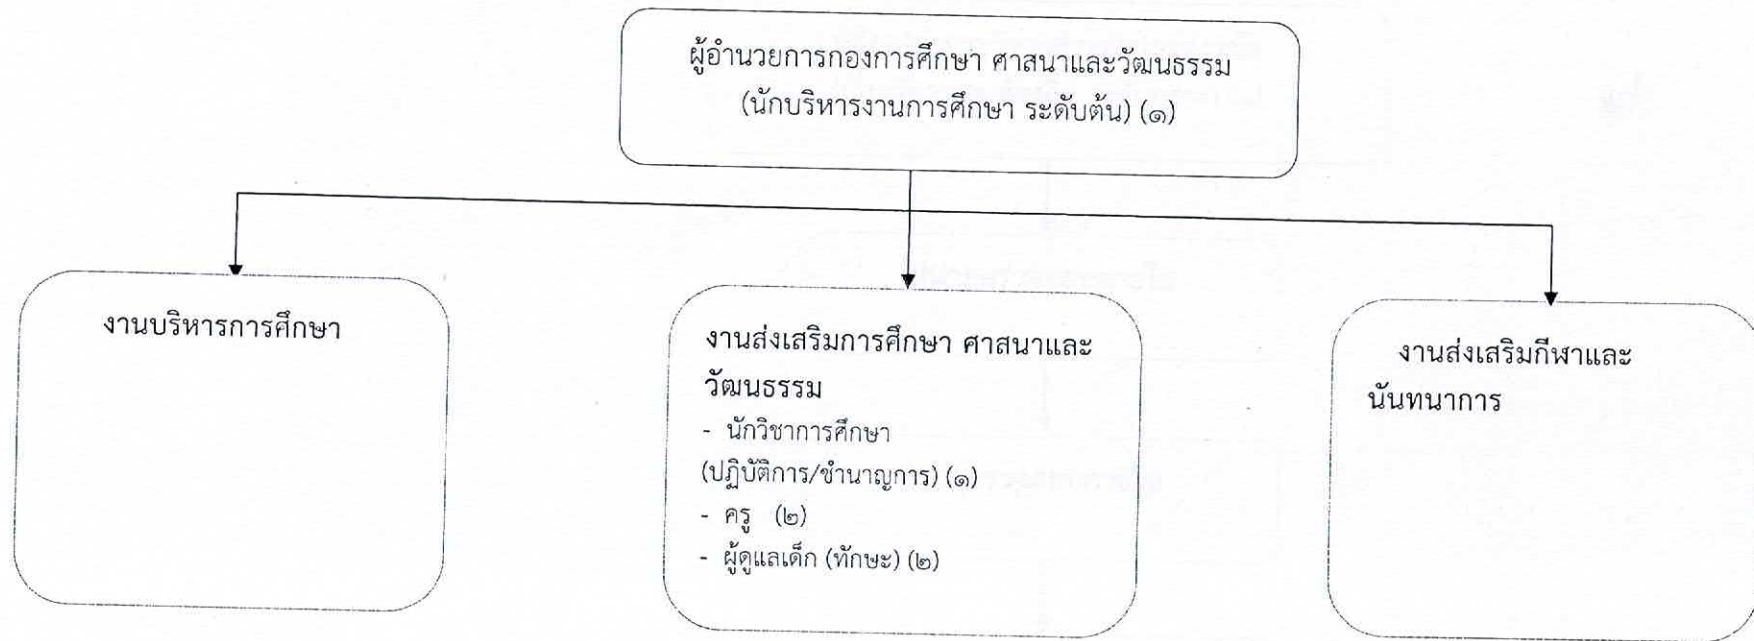 ผู้อำนวยการกองการศึกษา ศาสนาและวัฒนธรรม
(นักบริหารงานการศึกษา ระดับต้น) (๑)
งานบริหารการศึกษา
งานส่งเสริมการศึกษา ศาสนาและ
วัฒนธรรม
- นักวิชาการศึกษา
(ปฏิบัติการ/ชำนาญการ) (๑)
- ครู (๒)
- ผู้ดูแลเด็ก (ทักษะ) (๒)
งานส่งเสริมกีฬาและ
นันทนาการ